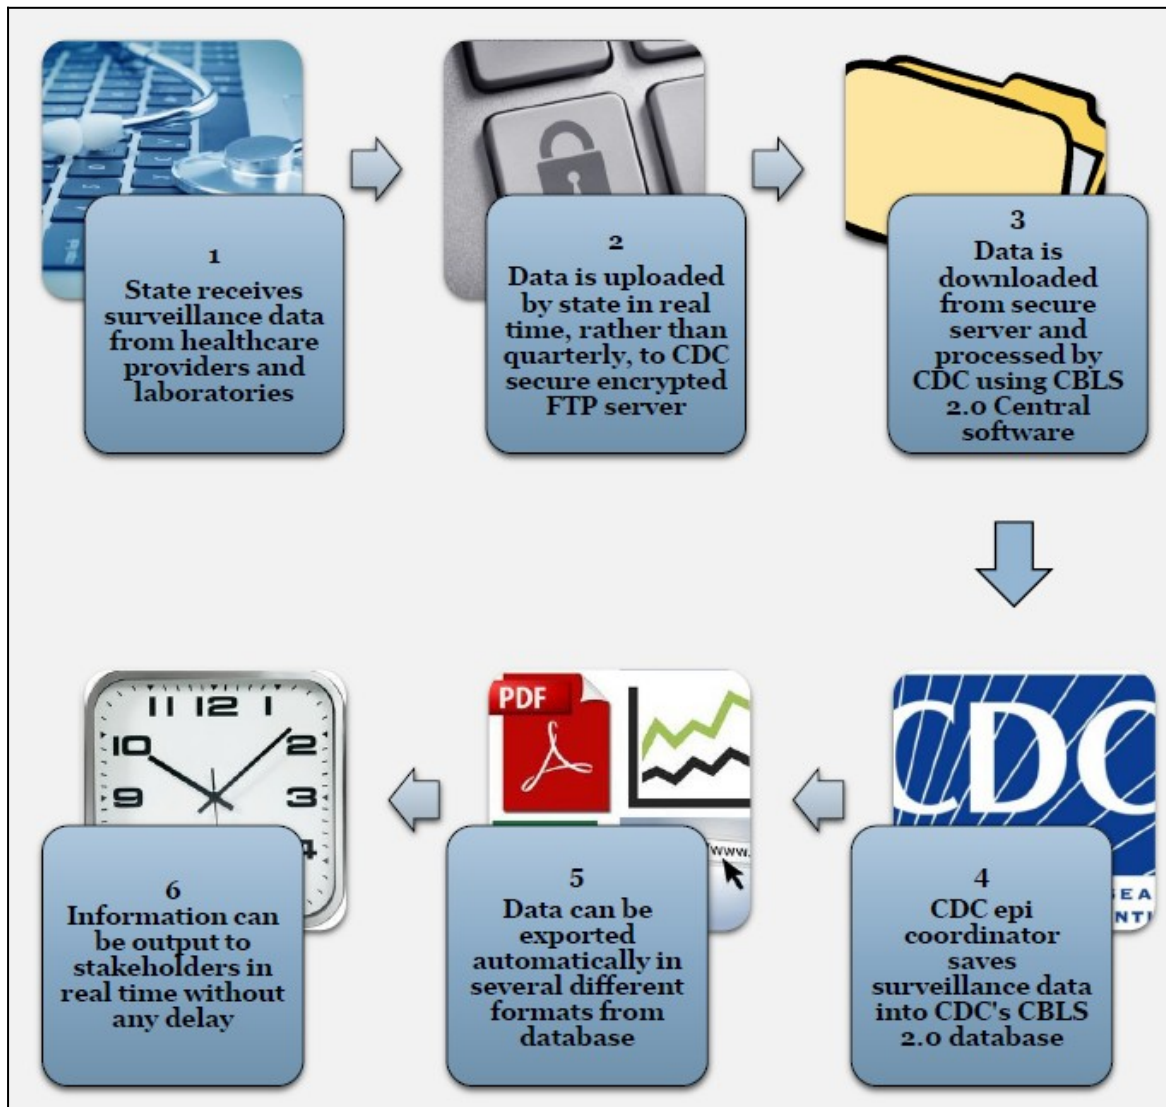 1
State receives
surveillance data
from healthcare
providers and
laboratories
2
Data is uploaded
by state in real
time, rather than
quarterly, to CDC
secure encrypted
FTP server
3
Data is
downloaded
from secure
server and
processed by
CDC using CBLS
2.0 Central
software
CDC
SEA
NTI
4
CDC epi
coordinator
saves
surveillance data
into CDC's CBLS
2.0 database
PDF
/www.
5
Data can be
exported
automatically in
several different
formats from
database
11 12 1
10 2
9 3
4
6
Information can
be output to
stakeholders in
real time without
any delay